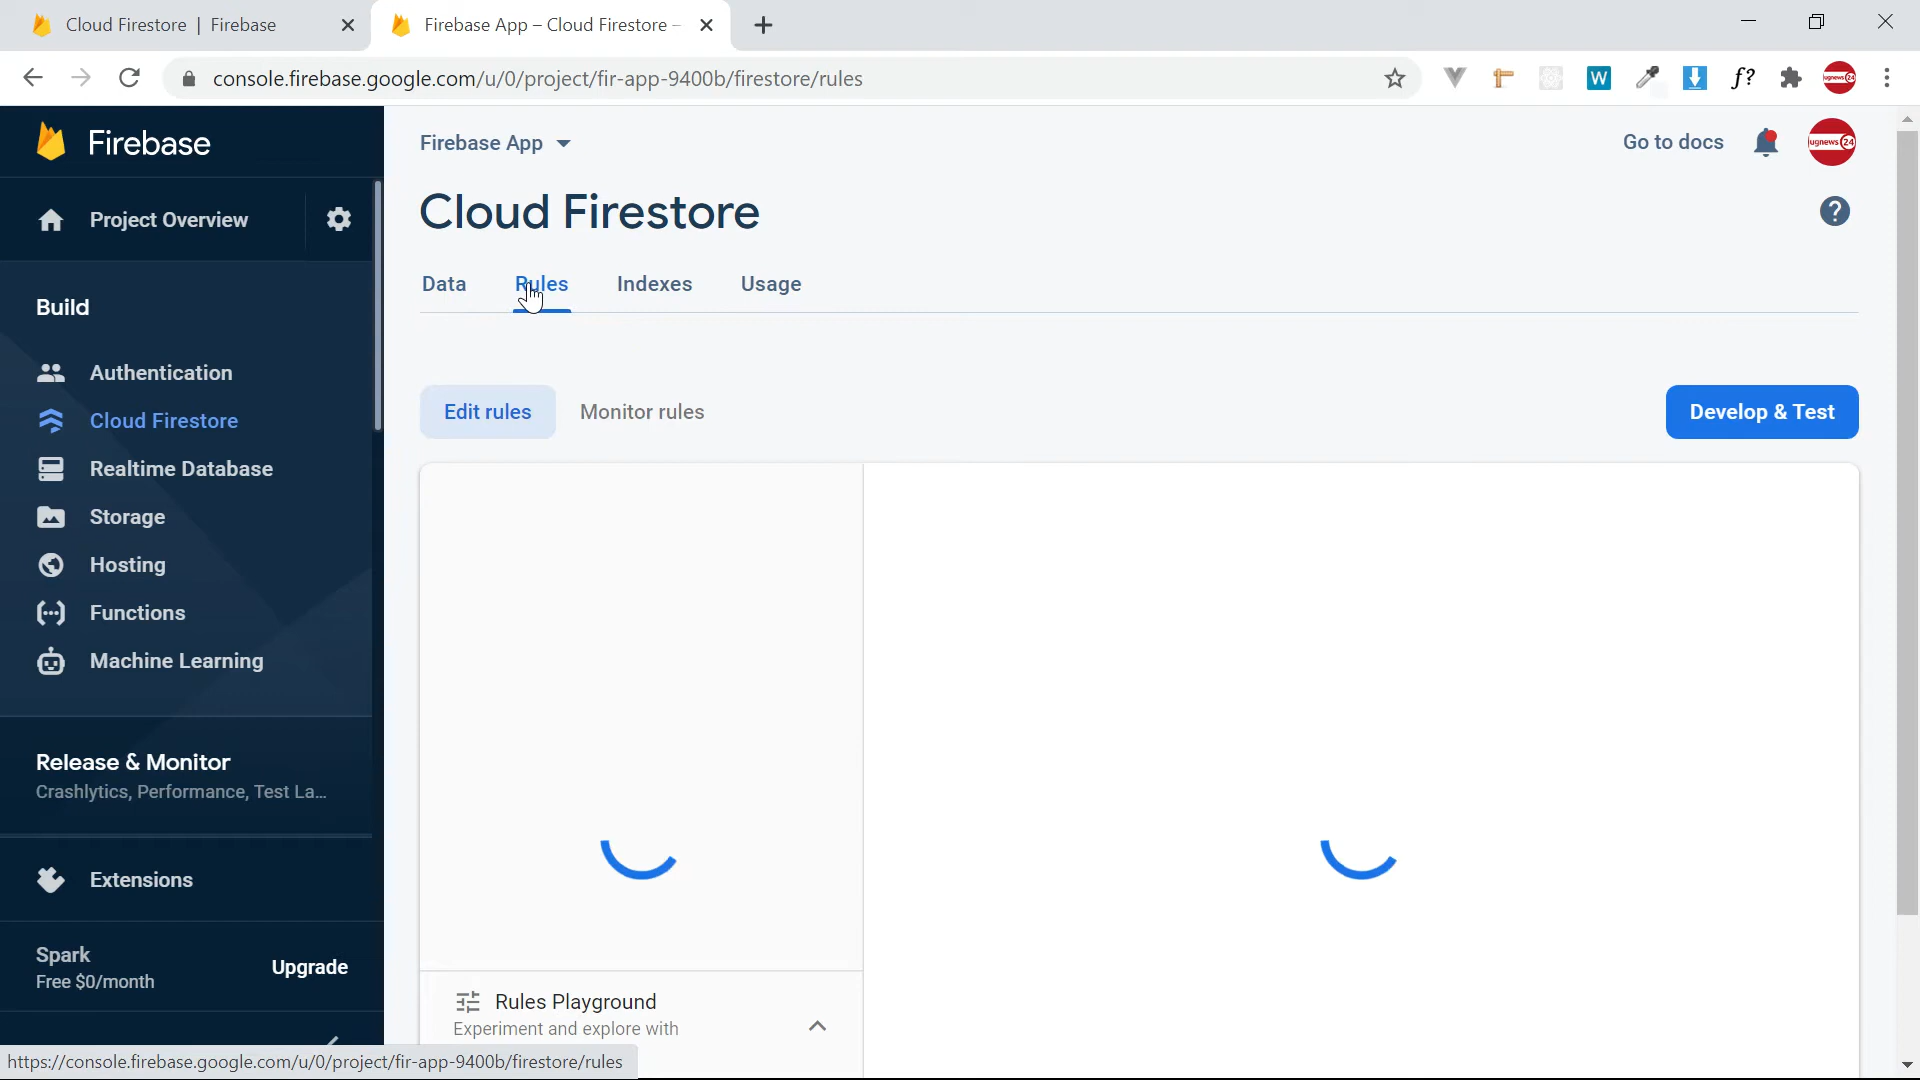 Cloud Firestore | Firebase
Firebase App – Cloud Firestore –
console.firebase.google.com/u/0/project/fir-app-9400b/firestore/rules
W
f?
ugnews 24
Firebase
Firebase App
Go to docs
ugnews 24
Project Overview
Cloud Firestore
?
Data
Rules
Indexes
Usage
Build
Authentication
Cloud Firestore
Realtime Database
Storage
Hosting
Functions
Machine Learning
Edit rules
Monitor rules
Develop & Test
Release & Monitor
Crashlytics, Performance, Test La...
Extensions
Spark
Free $0/month
Upgrade
Rules Playground
Experiment and explore with
https://console.firebase.google.com/u/0/project/fir-app-9400b/firestore/rules